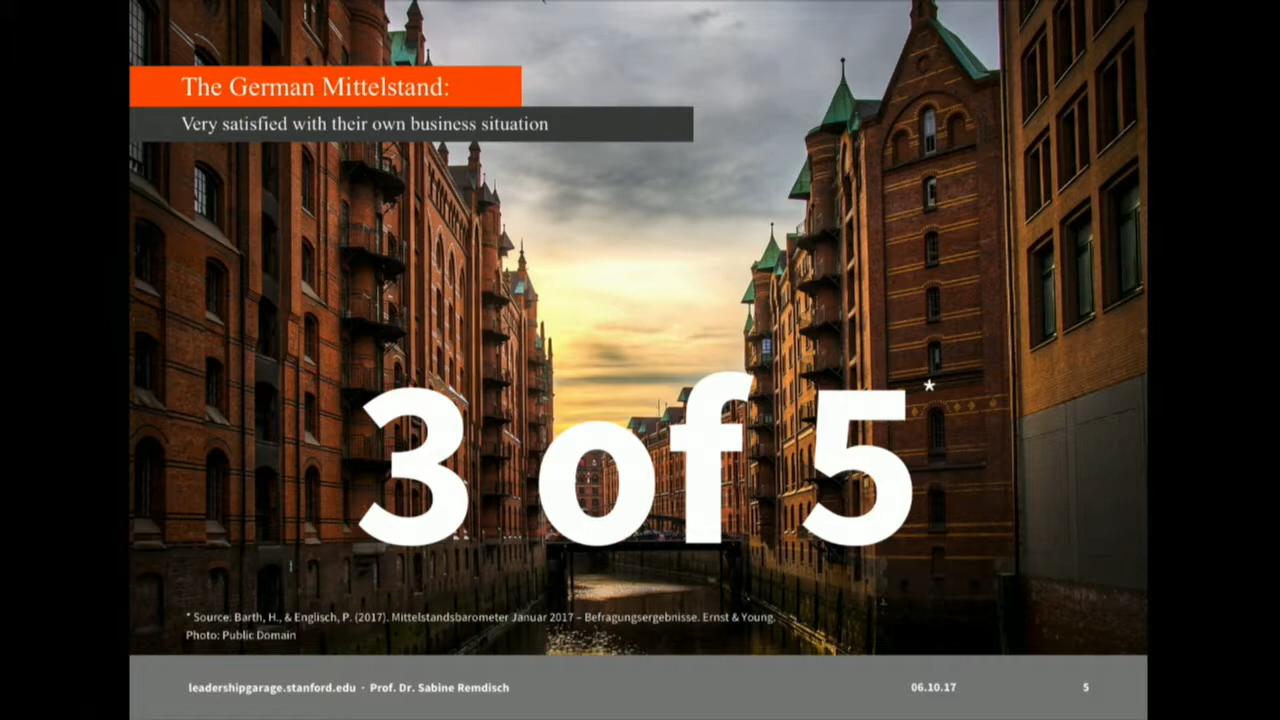 The German Mittelstand:
Very satisfied with their own business situation
3 of 5*
* Source: Barth, H., & Englisch, P. (2017). Mittelstandsbarometer Januar 2017 – Befragungsergebnisse. Ernst & Young.
Photo: Public Domain
leadershipgarage.stanford.edu · Prof. Dr. Sabine Remdisch 06.10.17 5